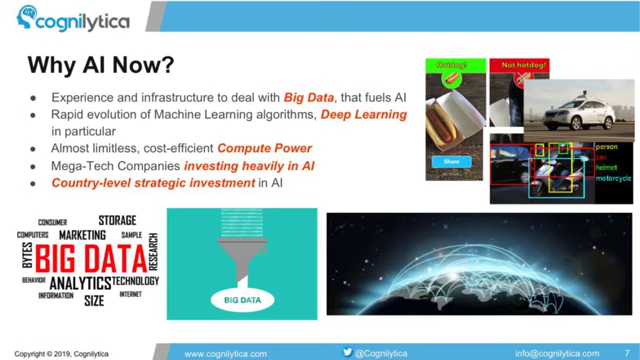 cognilytica
Why AI Now?
● Experience and infrastructure to deal with Big Data, that fuels AI
● Rapid evolution of Machine Learning algorithms, Deep Learning
in particular
● Almost limitless, cost-efficient Compute Power
● Mega-Tech Companies investing heavily in AI
● Country-level strategic investment in AI
Hotdog!
Not hotdog!
Share
person
car
helmet
motorcycle
CONSUMER
STORAGE
COMPUTERS
MARKETING
SAMPLE
BYTES
BIG DATA
RESEARCH
BEHAVIOR
ANALYTICS
TECHNOLOGY
INFORMATION
SIZE
INTERNET
BIG DATA
Copyright © 2019, Cognilytica
www.cognilytica.com
@Cognilytica
info@cognilytica.com
7